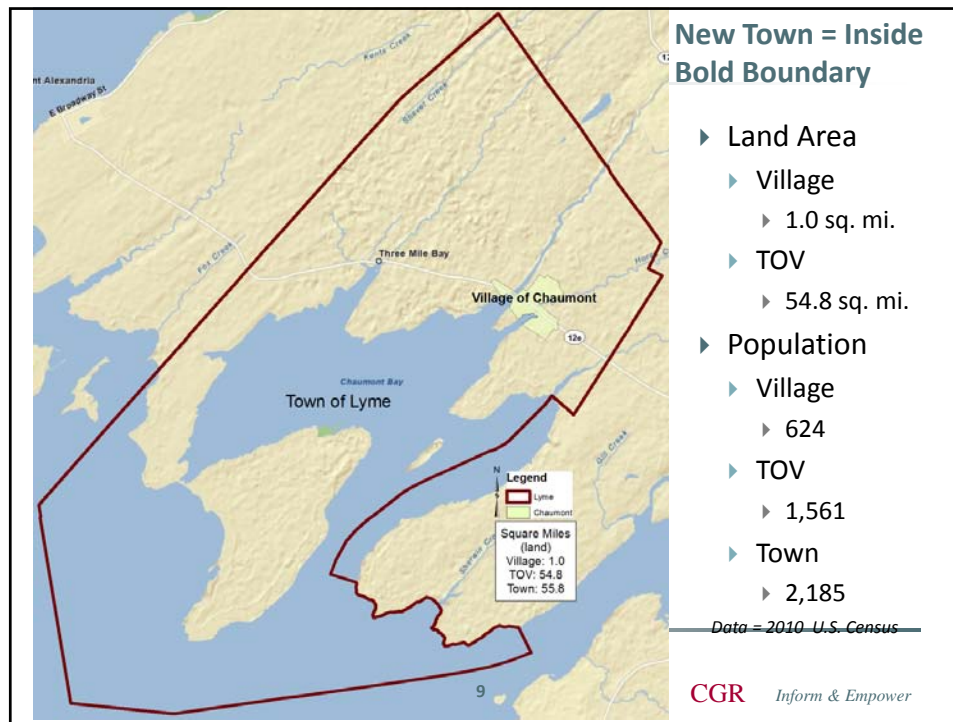 New Town = Inside
Bold Boundary
Land Area
Village
1.0 sq. mi.
TOV
54.8 sq. mi.
Population
Village
624
TOV
1,561
Town
2,185
Data = 2010 U.S. Census
CGR Inform & Empower
Kents Creek
12e
nt Alexandria
E Broadway St
Shaver Creek
Three Mile Bay
Fox Creek
Village of Chaumont
12e
Chaumont Bay
Town of Lyme
Gill Creek
N
S
Legend
Lyme
Chaumont
Square Miles
(land)
Village: 1.0
TOV: 54.8
Town: 55.8
9